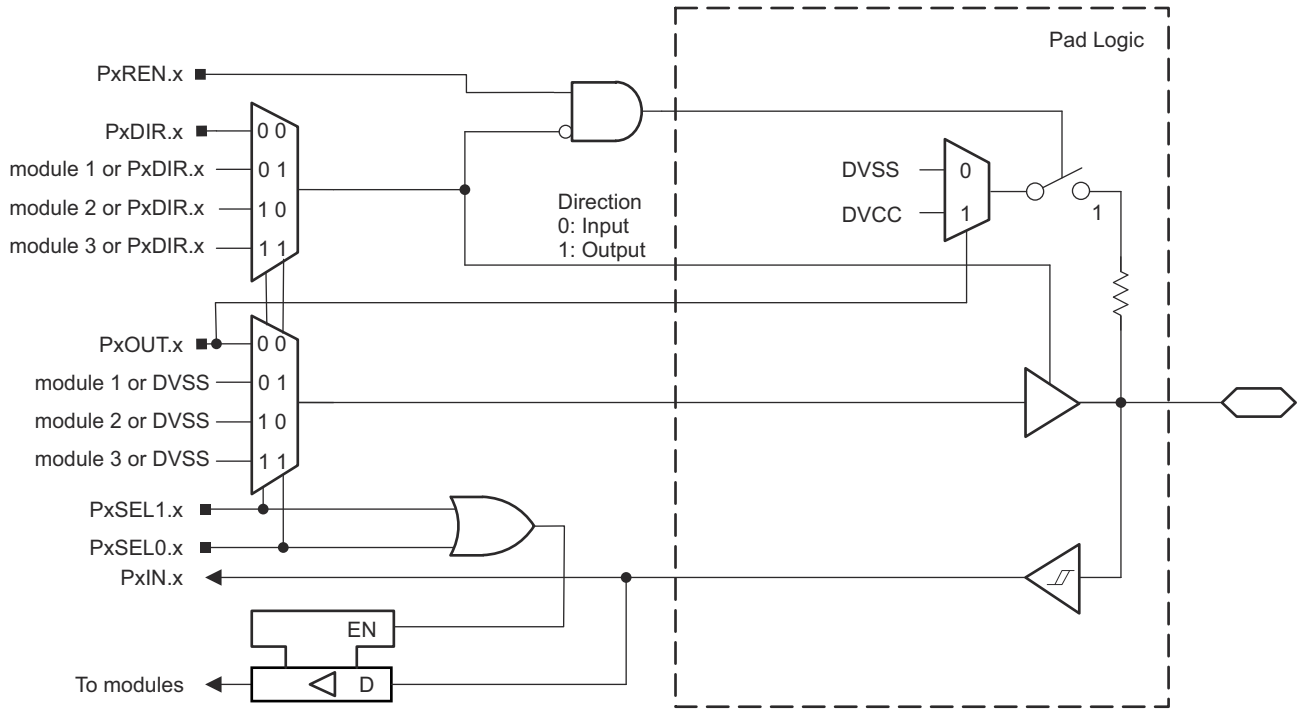 Pad Logic
PxREN.x
PxDIR.x
0 0
module 1 or PxDIR.x
0 1
module 2 or PxDIR.x
1 0
module 3 or PxDIR.x
1 1
Direction
0: Input
1: Output
DVSS
0
DVCC
1
1
PxOUT.x
0 0
module 1 or DVSS
0 1
module 2 or DVSS
1 0
module 3 or DVSS
1 1
PxSEL1.x
PxSEL0.x
PxIN.x
EN
To modules
D